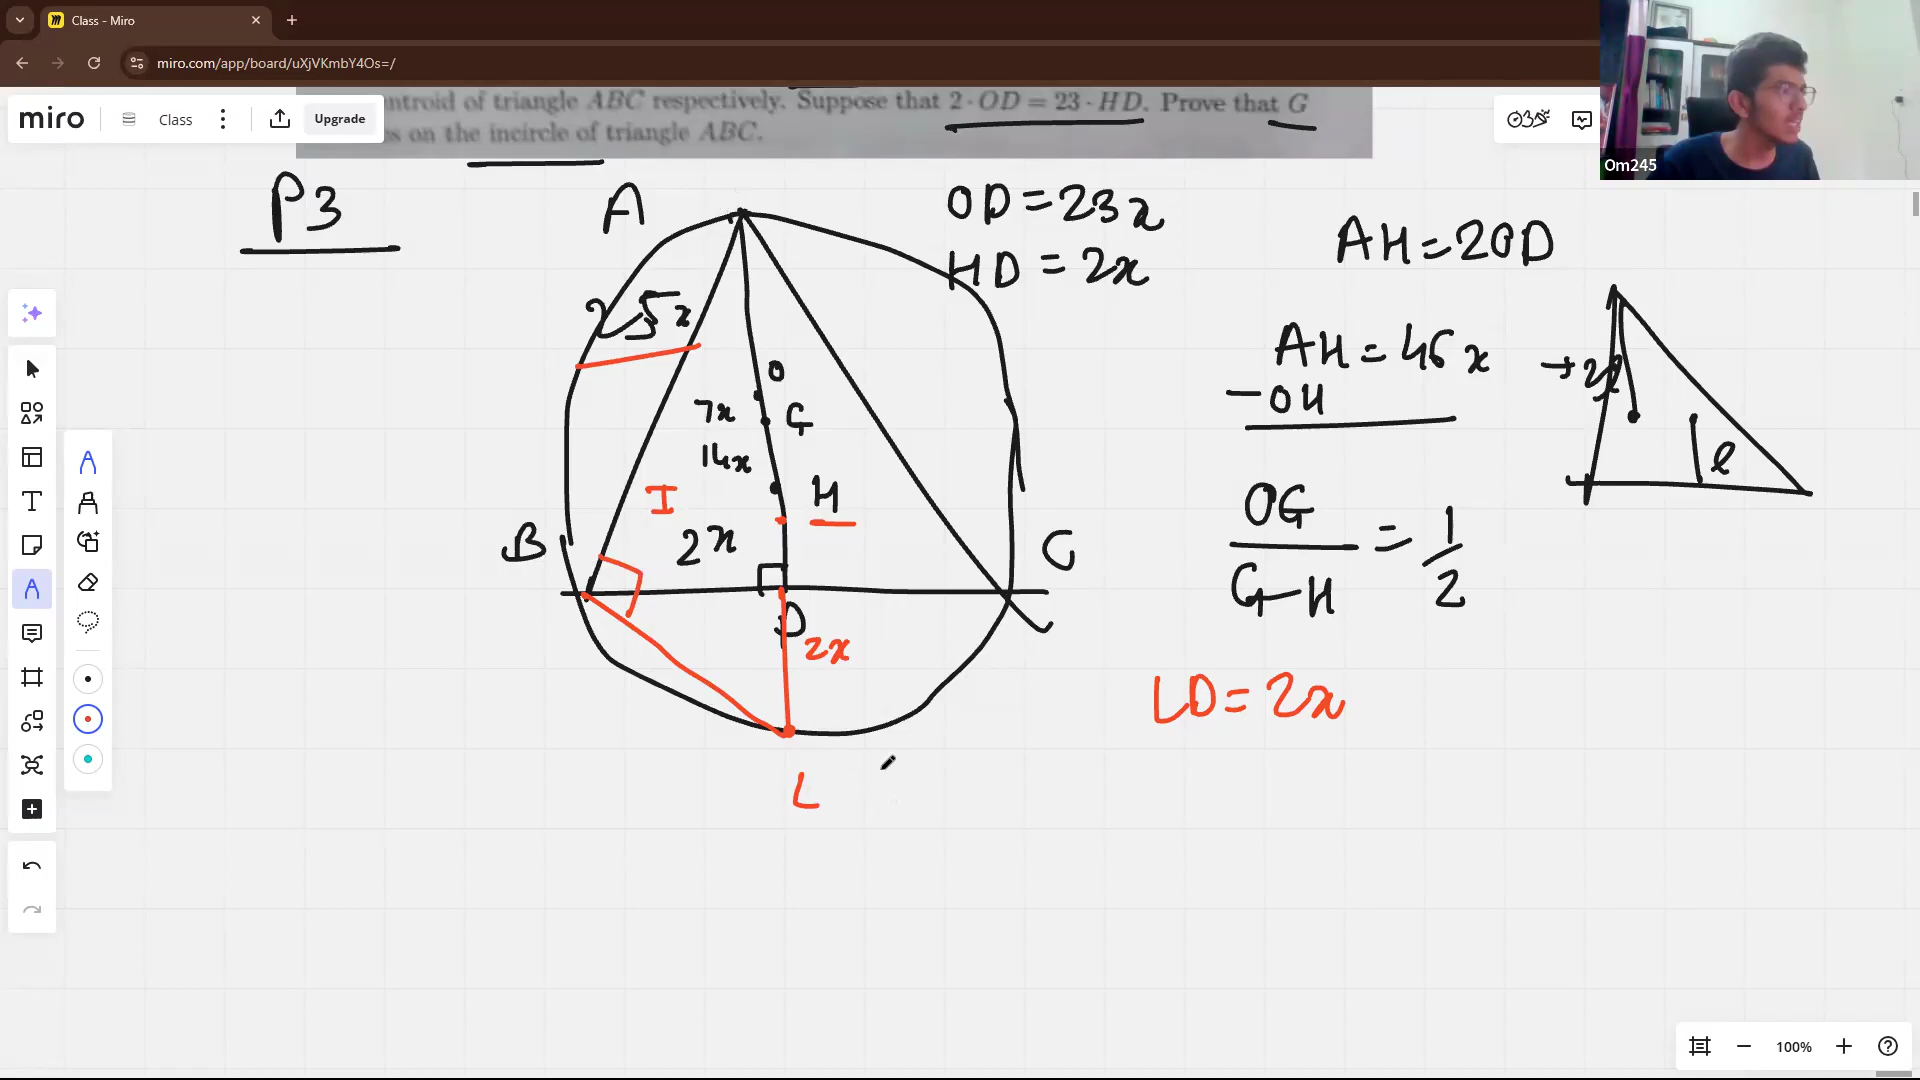 Class - Miro
miro.com/app/board/uXjVKmbY4Os=/
miro
Class
Upgrade
ntroid of triangle ABC respectively. Suppose that 2 · OD = 23 · HD. Prove that G
s on the incircle of triangle ABC.
Om245
P3
A
OD = 23x
HD = 2x
AH = 2OD
25x
AH = 46x
-OH
O
7x
G
14x
l
I
H
OG
GH
= 1/2
B
2x
C
D
2x
LD = 2x
L
100%